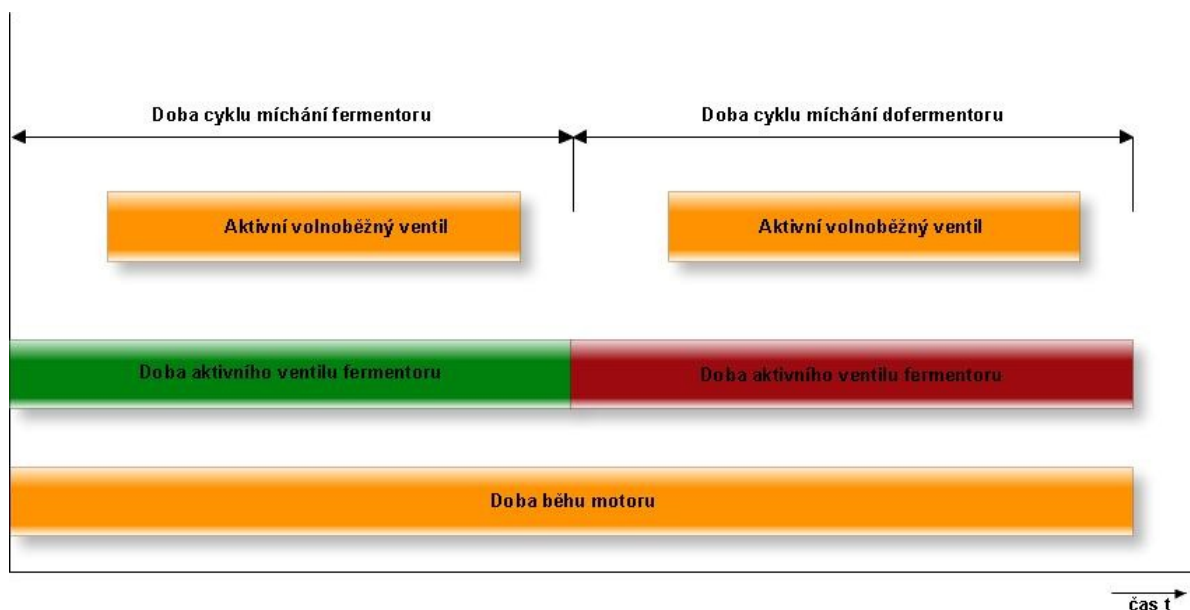 Doba cyklu míchání fermentoru
Doba cyklu míchání dofermentoru
Aktivní volnoběžný ventil
Aktivní volnoběžný ventil
Doba aktivního ventilu fermentoru
Doba aktivního ventilu fermentoru
Doba běhu motoru
čas t